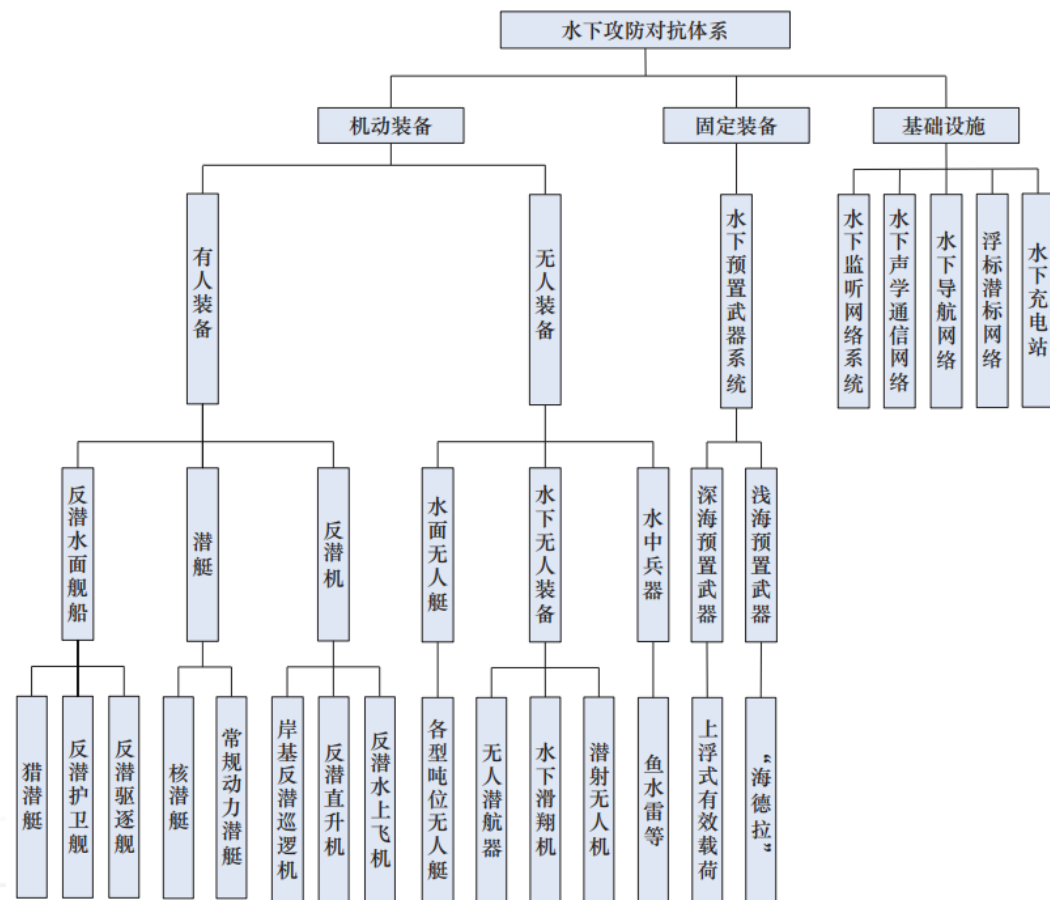 水下攻防对抗体系
机动装备
固定装备
基础设施
有人装备
无人装备
水下预置武器系统
水下监听网络系统
水下声学通信网络
水下导航网络
浮标潜标网络
水下充电站
反潜水面舰船
潜艇
反潜机
水面无人艇
水下无人装备
水中兵器
深海预置武器
浅海预置武器
猎潜艇
反潜护卫舰
反潜驱逐舰
核潜艇
常规动力潜艇
岸基反潜巡逻机
反潜直升机
反潜水上飞机
各型吨位无人艇
无人潜航器
水下滑翔机
潜射无人机
鱼水雷等
上浮式有效载荷
“海德拉”